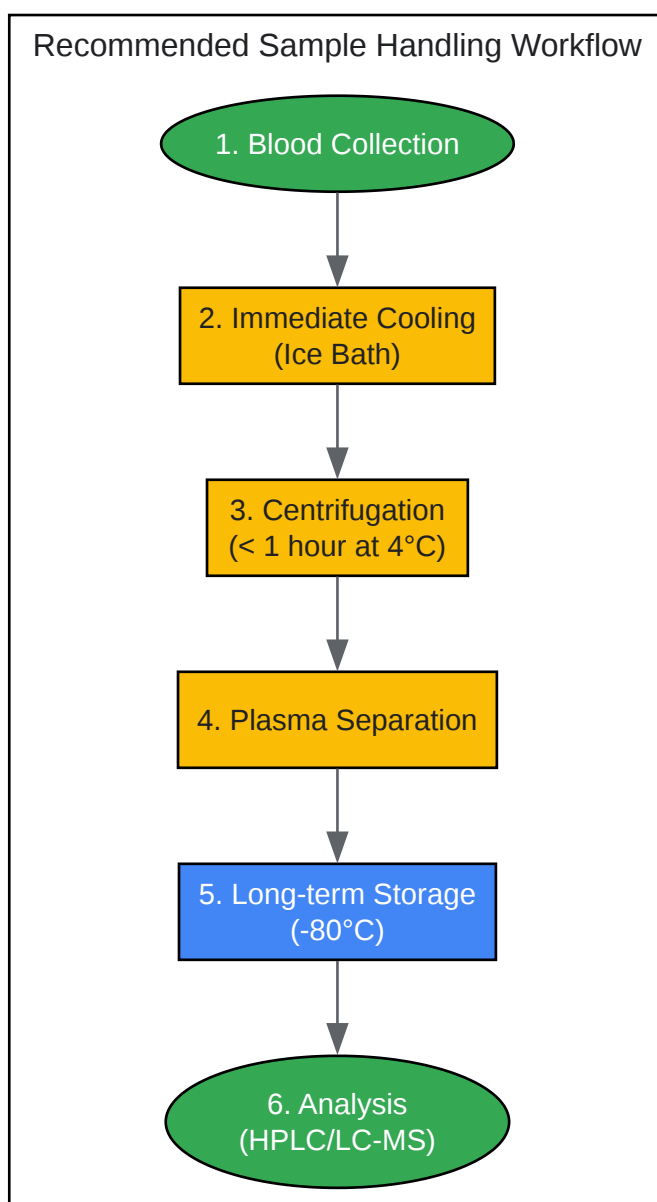 Recommended Sample Handling Workflow
1. Blood Collection
2. Immediate Cooling
(Ice Bath)
3. Centrifugation
(< 1 hour at 4°C)
4. Plasma Separation
5. Long-term Storage
(-80°C)
6. Analysis
(HPLC/LC-MS)